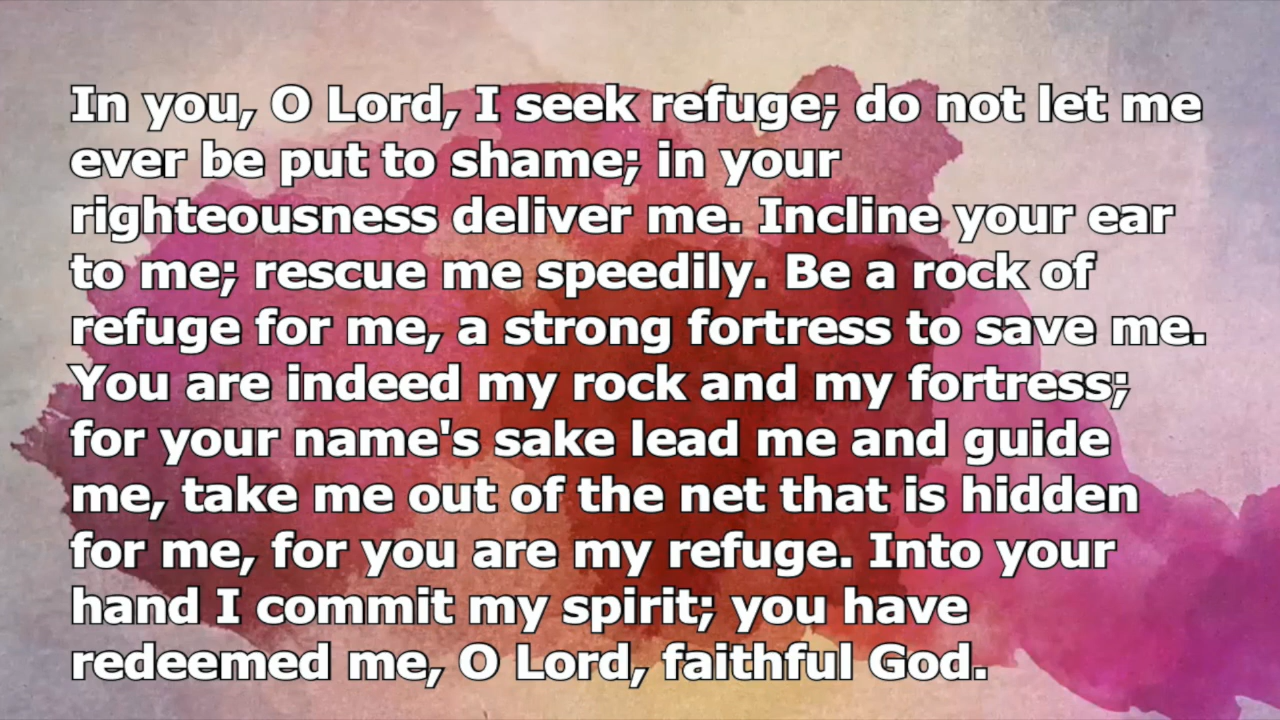 In you, O Lord, I seek refuge; do not let me
ever be put to shame; in your
righteousness deliver me. Incline your ear
to me; rescue me speedily. Be a rock of
refuge for me, a strong fortress to save me.
You are indeed my rock and my fortress;
for your name's sake lead me and guide
me, take me out of the net that is hidden
for me, for you are my refuge. Into your
hand I commit my spirit; you have
redeemed me, O Lord, faithful God.